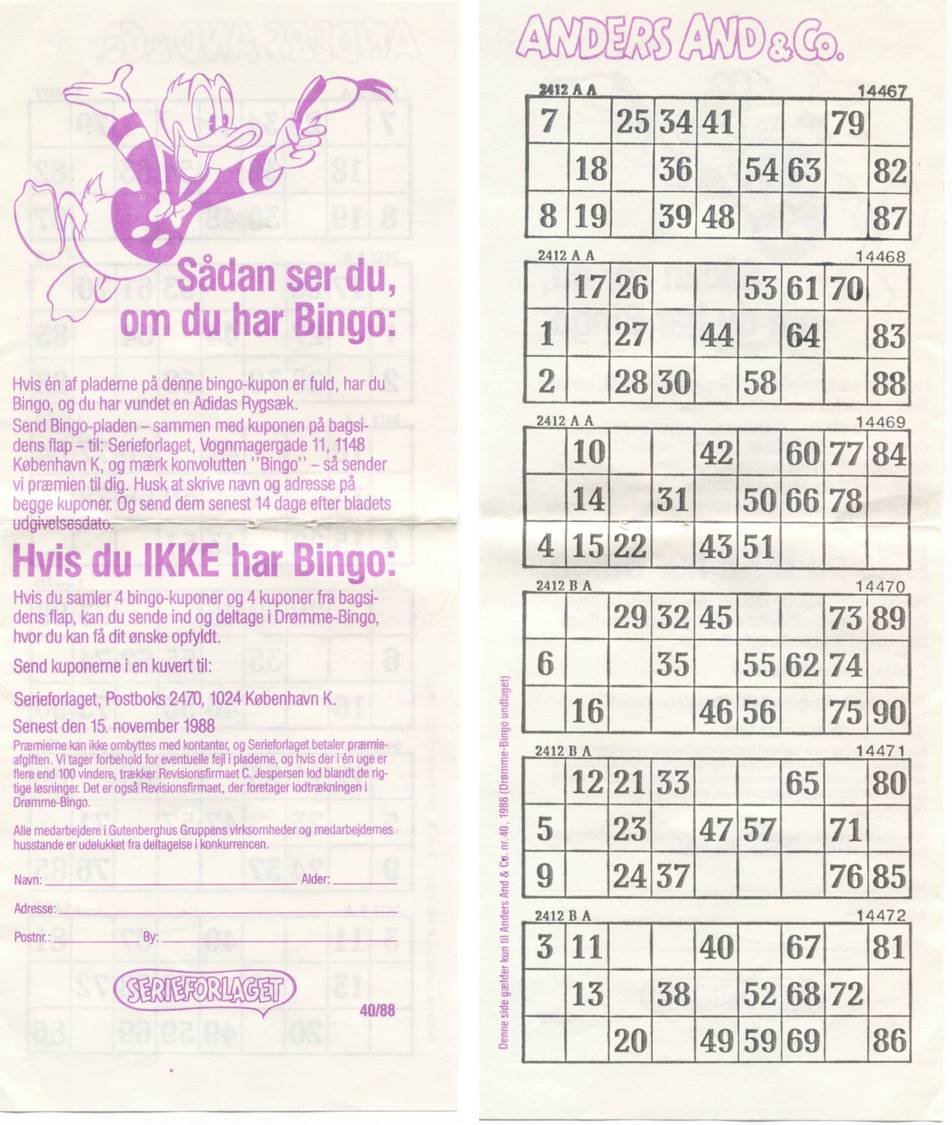 Sådan ser du,
om du har Bingo:
Hvis én af pladerne på denne bingo-kupon er fuld, har du
Bingo, og du har vundet en Adidas Rygsæk.
Send Bingo-pladen – sammen med kuponen på bagsi-
dens flap – til: Serieforlaget, Vognmagergade 11, 1148
København K, og mærk konvolutten ''Bingo'' – så sender
vi præmien til dig. Husk at skrive navn og adresse på
begge kuponer. Og send dem senest 14 dage efter bladets
udgivelsesdato.
Hvis du IKKE har Bingo:
Hvis du samler 4 bingo-kuponer og 4 kuponer fra bagsi-
dens flap, kan du sende ind og deltage i Drømme-Bingo,
hvor du kan få dit ønske opfyldt.
Send kuponerne i en kuvert til:
Serieforlaget, Postboks 2470, 1024 København K.
Senest den 15. november 1988
Præmierne kan ikke ombyttes med kontanter, og Serieforlaget betaler præmie-
afgiften. Vi tager forbehold for eventuelle fejl i pladerne, og hvis der i én uge er
flere end 100 vindere, trækker Revisionsfirmaet C. Jespersen lod blandt de rig-
tige løsninger. Det er også Revisionsfirmaet, der foretager lodtrækningen i
Drømme-Bingo.
Alle medarbejdere i Gutenberghus Gruppens virksomheder og medarbejdernes
husstande er udelukket fra deltagelse i konkurrencen.
Navn: Alder:
Adresse:
Postnr.: By:
SERIEFORLAGET
40/88
ANDERS AND & Co.
2412 A A 14467
7 25 34 41 79
18 36 54 63 82
8 19 39 48 87
2412 A A 14468
17 26 53 61 70
1 27 44 64 83
2 28 30 58 88
2412 A A 14469
10 42 60 77 84
14 31 50 66 78
4 15 22 43 51
2412 B A 14470
29 32 45 73 89
6 35 55 62 74
16 46 56 75 90
2412 B A 14471
12 21 33 65 80
5 23 47 57 71
9 24 37 76 85
2412 B A 14472
3 11 40 67 81
13 38 52 68 72
20 49 59 69 86
Denne side gælder kun til Anders And & Co. nr. 40, 1988 (Drømme-Bingo undtaget)